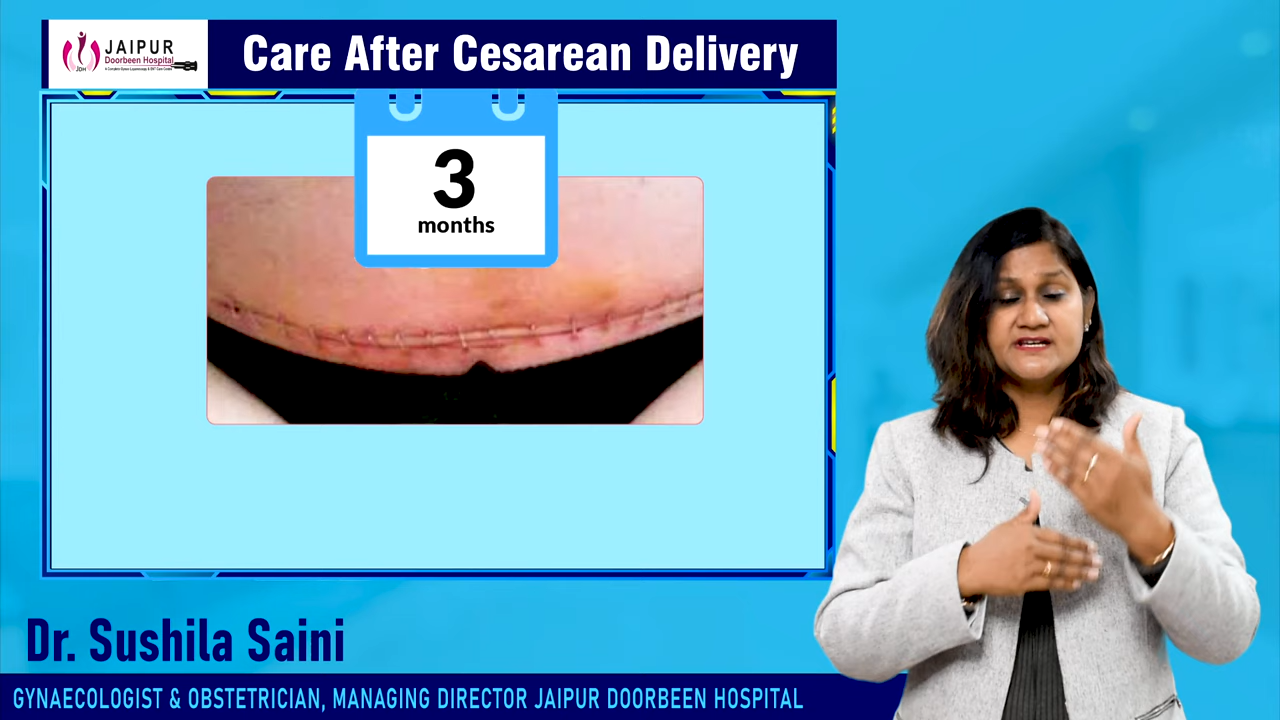 JAIPUR
Doorbeen Hospital
JDH
Care After Cesarean Delivery
3
months
Dr. Sushila Saini
GYNAECOLOGIST & OBSTETRICIAN, MANAGING DIRECTOR JAIPUR DOORBEEN HOSPITAL